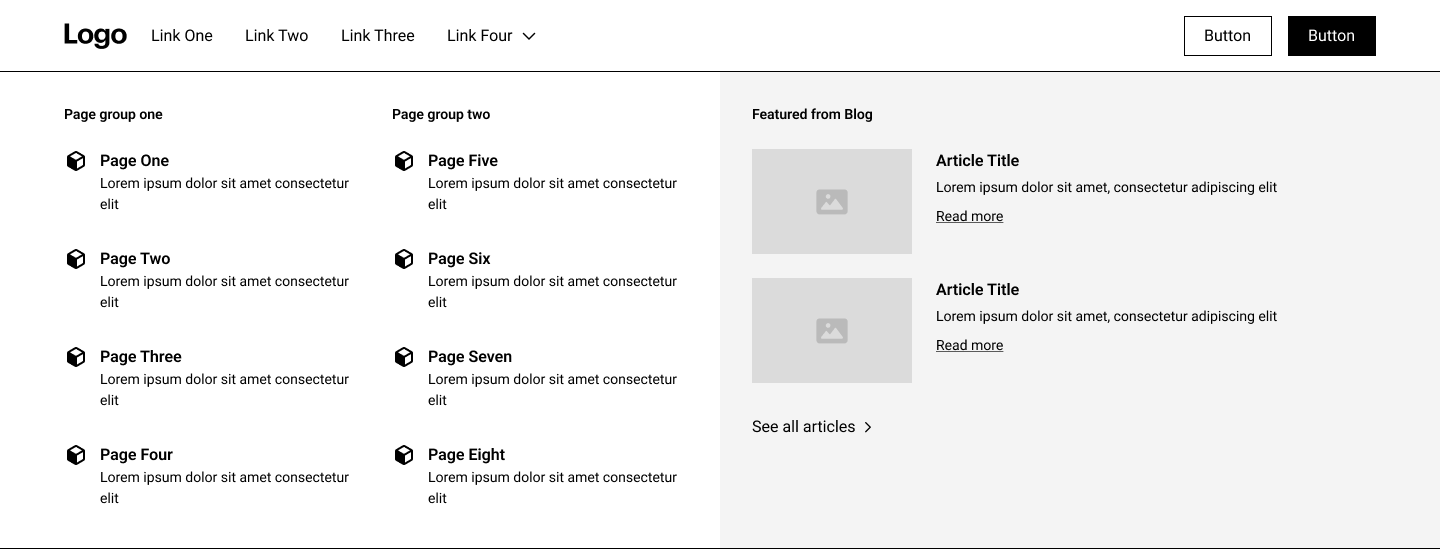 Logo
Link One
Link Two
Link Three
Link Four
Button
Button
Page group one
Page One
Lorem ipsum dolor sit amet consectetur
elit
Page Two
Lorem ipsum dolor sit amet consectetur
elit
Page Three
Lorem ipsum dolor sit amet consectetur
elit
Page Four
Lorem ipsum dolor sit amet consectetur
elit
Page group two
Page Five
Lorem ipsum dolor sit amet consectetur
elit
Page Six
Lorem ipsum dolor sit amet consectetur
elit
Page Seven
Lorem ipsum dolor sit amet consectetur
elit
Page Eight
Lorem ipsum dolor sit amet consectetur
elit
Featured from Blog
Article Title
Lorem ipsum dolor sit amet, consectetur adipiscing elit
Read more
Article Title
Lorem ipsum dolor sit amet, consectetur adipiscing elit
Read more
See all articles